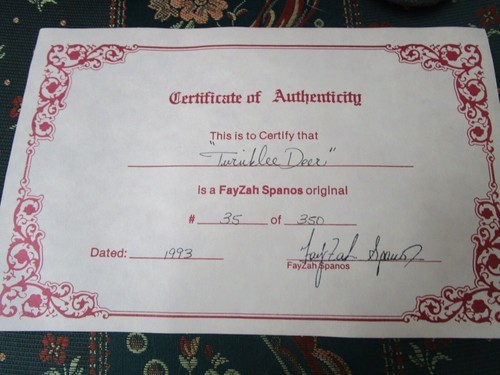 Certificate of Authenticity
This is to Certify that
"Twinklee Deer"
is a FayZah Spanos original
# 35 of 350
Dated: 1993 FayZah Spanos
FayZah Spanos